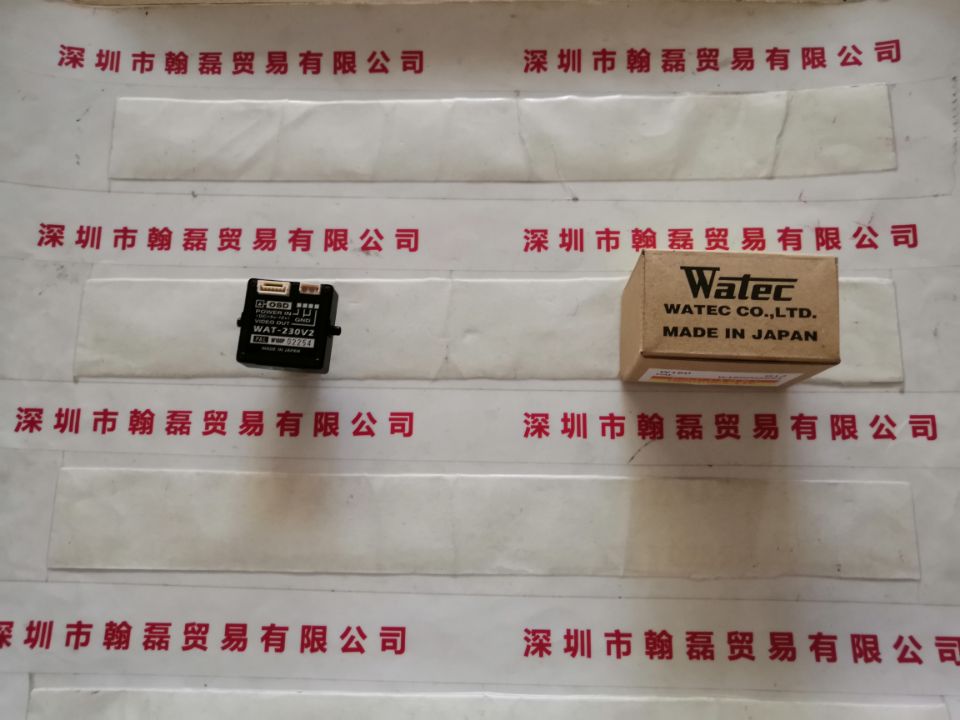 深圳市翰磊贸易有限公司 深圳市翰磊贸易有限公司
深圳市翰磊贸易有限公司 深圳市翰磊贸易有限公司
OSD
POWER IN
VIDEO OUT
GND
WAT-230V2
PAL W100P 02254
MADE IN JAPAN
Watec
WATEC CO.,LTD.
MADE IN JAPAN
深圳市翰磊贸易有限公司 深圳市翰磊贸易有限公司
深圳市翰磊贸易有限公司 深圳市翰磊贸易有限公司